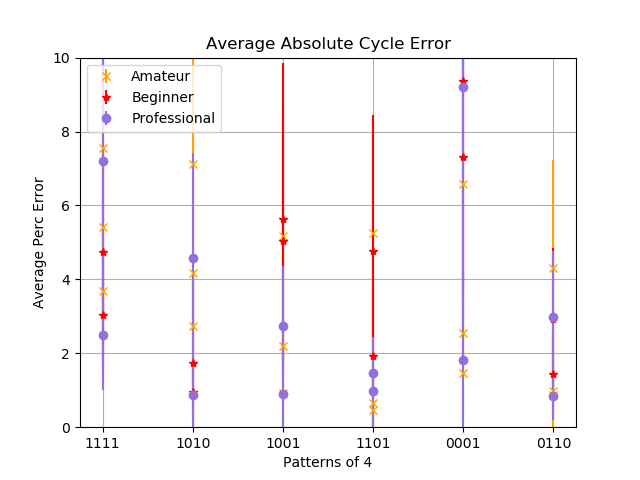 Average Absolute Cycle Error
Amateur
Beginner
Professional
10
8
6
4
2
0
Average Perc Error
1111 1010 1001 1101 0001 0110
Patterns of 4